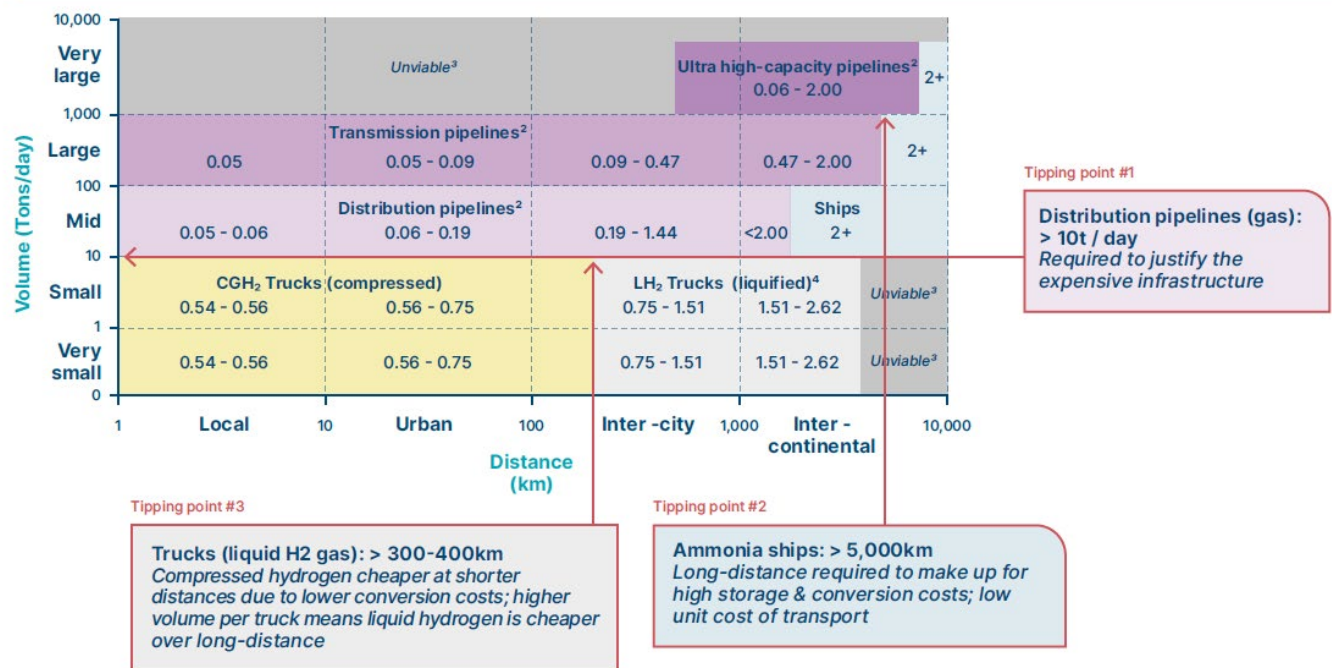 10,000
Very large
Unviable³
Ultra high-capacity pipelines²
0.06 - 2.00
2+
1,000
Volume (Tons/day)
Transmission pipelines²
Large
0.05
0.05 - 0.09
0.09 - 0.47
0.47 - 2.00
2+
100
Distribution pipelines²
Ships
Mid
0.05 - 0.06
0.06 - 0.19
0.19 - 1.44
<2.00
2+
10
CGH₂ Trucks (compressed)
LH₂ Trucks (liquified)⁴
Small
0.54 - 0.56
0.56 - 0.75
0.75 - 1.51
1.51 - 2.62
Unviable³
1
Very
small
0.54 - 0.56
0.56 - 0.75
0.75 - 1.51
1.51 - 2.62
Unviable³
0
1
Local
10
Urban
100
Inter -city
1,000
Inter -
continental
10,000
Distance
(km)
Tipping point #1
Distribution pipelines (gas):
> 10t / day
Required to justify the
expensive infrastructure
Tipping point #3
Trucks (liquid H2 gas): > 300-400km
Compressed hydrogen cheaper at shorter
distances due to lower conversion costs; higher
volume per truck means liquid hydrogen is cheaper
over long-distance
Tipping point #2
Ammonia ships: > 5,000km
Long-distance required to make up for
high storage & conversion costs; low
unit cost of transport